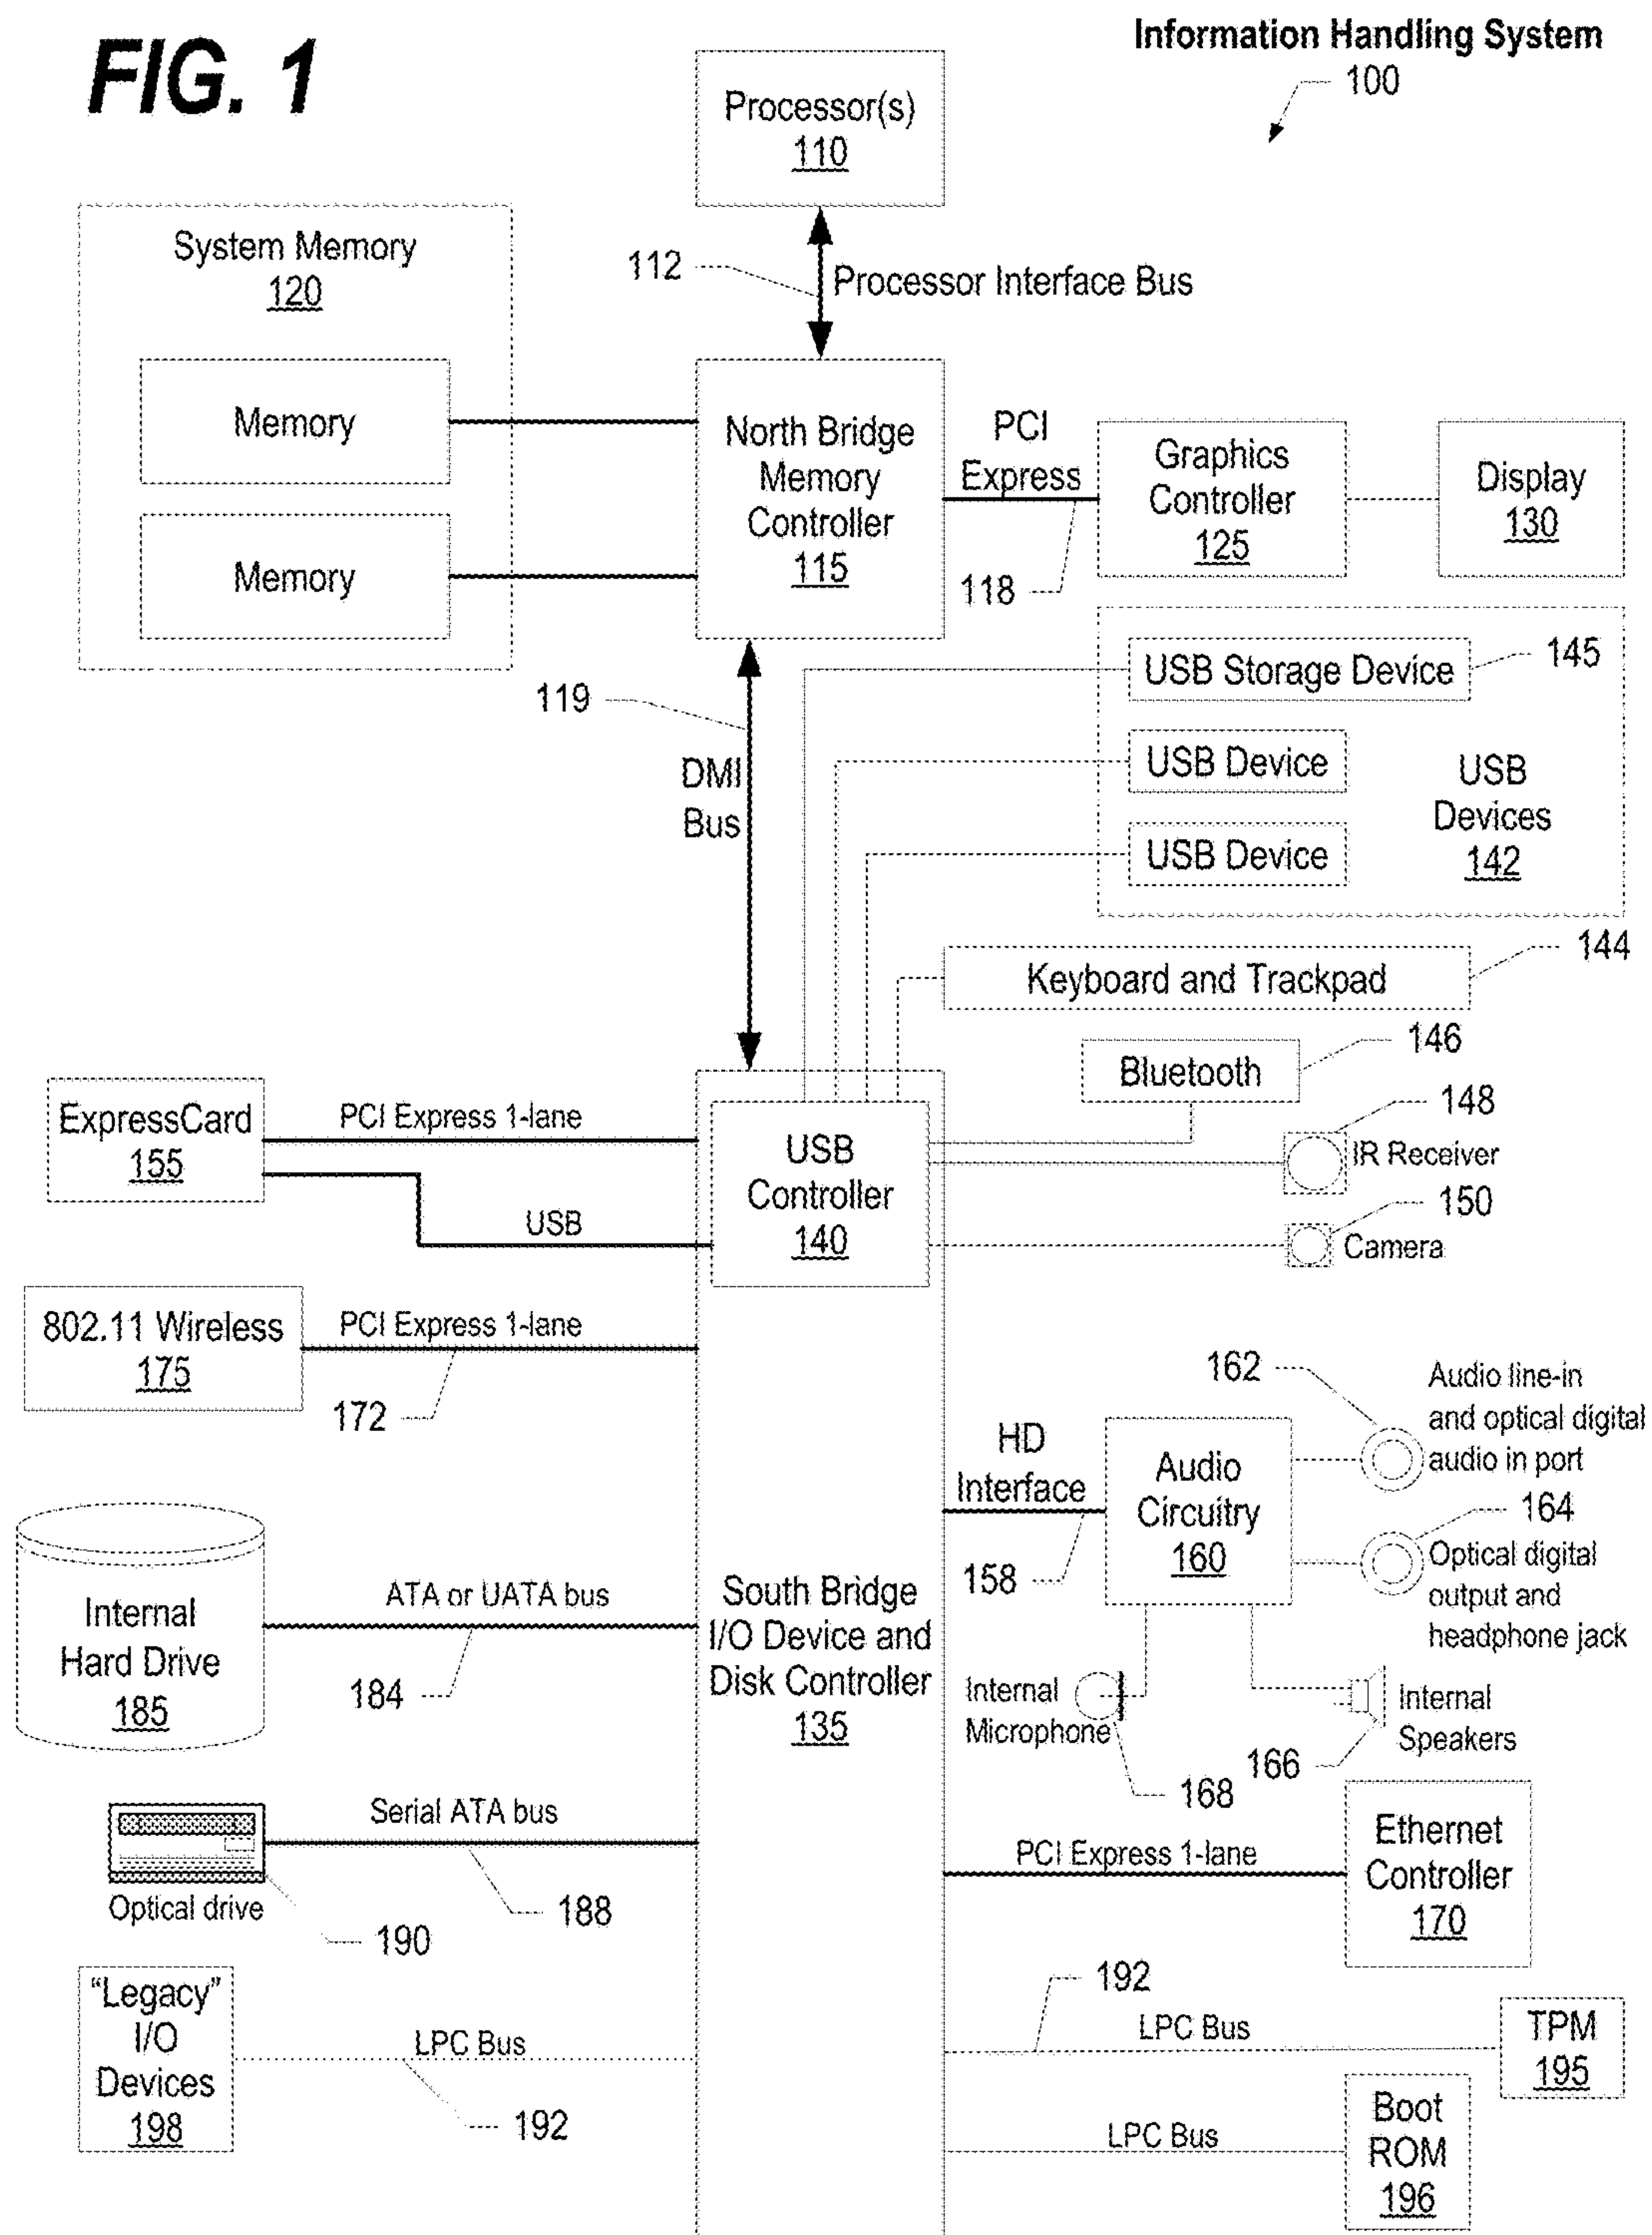 FIG. 1
Information Handling System
100
Processor(s)
110
System Memory
120
112
Processor Interface Bus
Memory
Memory
North Bridge
Memory
Controller
115
PCI
Express
118
Graphics
Controller
125
Display
130
119
DMI
Bus
USB Storage Device
145
USB Device
USB Device
USB
Devices
142
Keyboard and Trackpad
144
Bluetooth
146
148
IR Receiver
150
Camera
ExpressCard
155
PCI Express 1-lane
USB
USB
Controller
140
802.11 Wireless
175
PCI Express 1-lane
172
162
Audio line-in
and optical digital
audio in port
HD
Interface
158
Audio
Circuitry
160
164
Optical digital
output and
headphone jack
Internal
Hard Drive
185
ATA or UATA bus
184
South Bridge
I/O Device and
Disk Controller
135
Internal
Microphone
168
166
Internal
Speakers
Serial ATA bus
188
Optical drive
190
PCI Express 1-lane
Ethernet
Controller
170
"Legacy"
I/O
Devices
198
LPC Bus
192
192
LPC Bus
TPM
195
LPC Bus
Boot
ROM
196